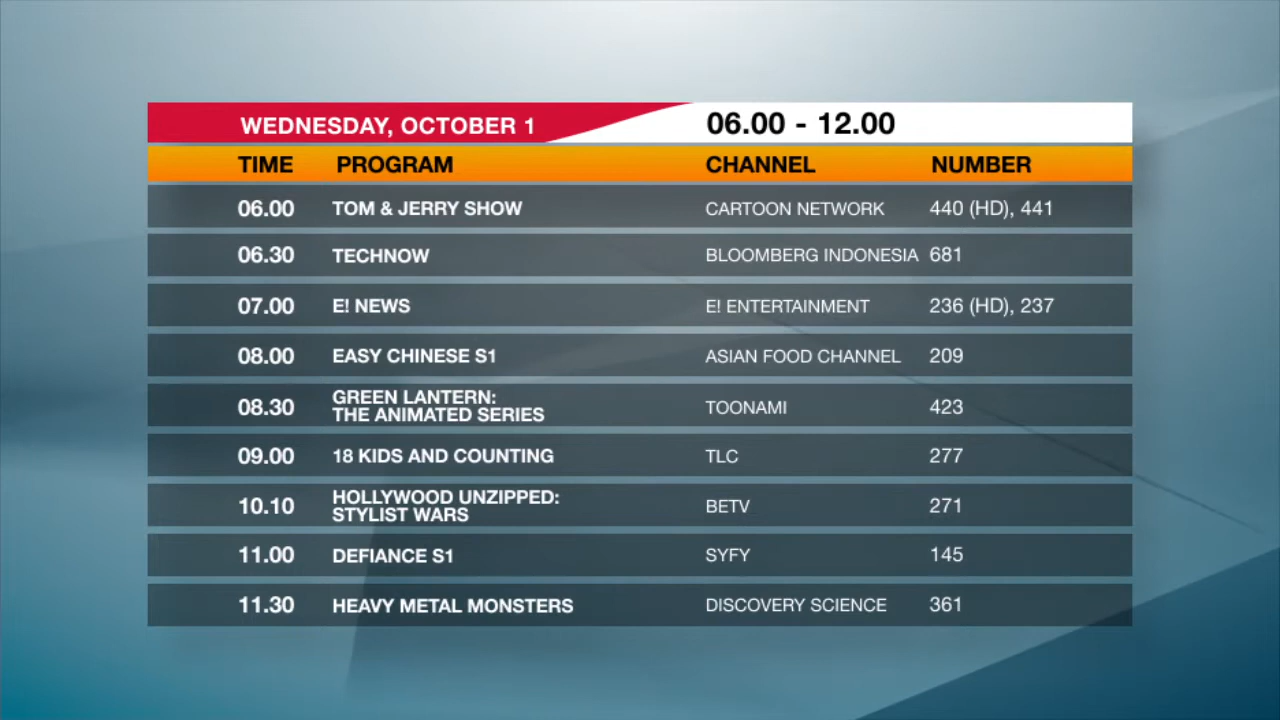 WEDNESDAY, OCTOBER 1 06.00 - 12.00
TIME PROGRAM CHANNEL NUMBER
06.00 TOM & JERRY SHOW CARTOON NETWORK 440 (HD), 441
06.30 TECHNOW BLOOMBERG INDONESIA 681
07.00 E! NEWS E! ENTERTAINMENT 236 (HD), 237
08.00 EASY CHINESE S1 ASIAN FOOD CHANNEL 209
08.30 GREEN LANTERN:
THE ANIMATED SERIES TOONAMI 423
09.00 18 KIDS AND COUNTING TLC 277
10.10 HOLLYWOOD UNZIPPED:
STYLIST WARS BETV 271
11.00 DEFIANCE S1 SYFY 145
11.30 HEAVY METAL MONSTERS DISCOVERY SCIENCE 361